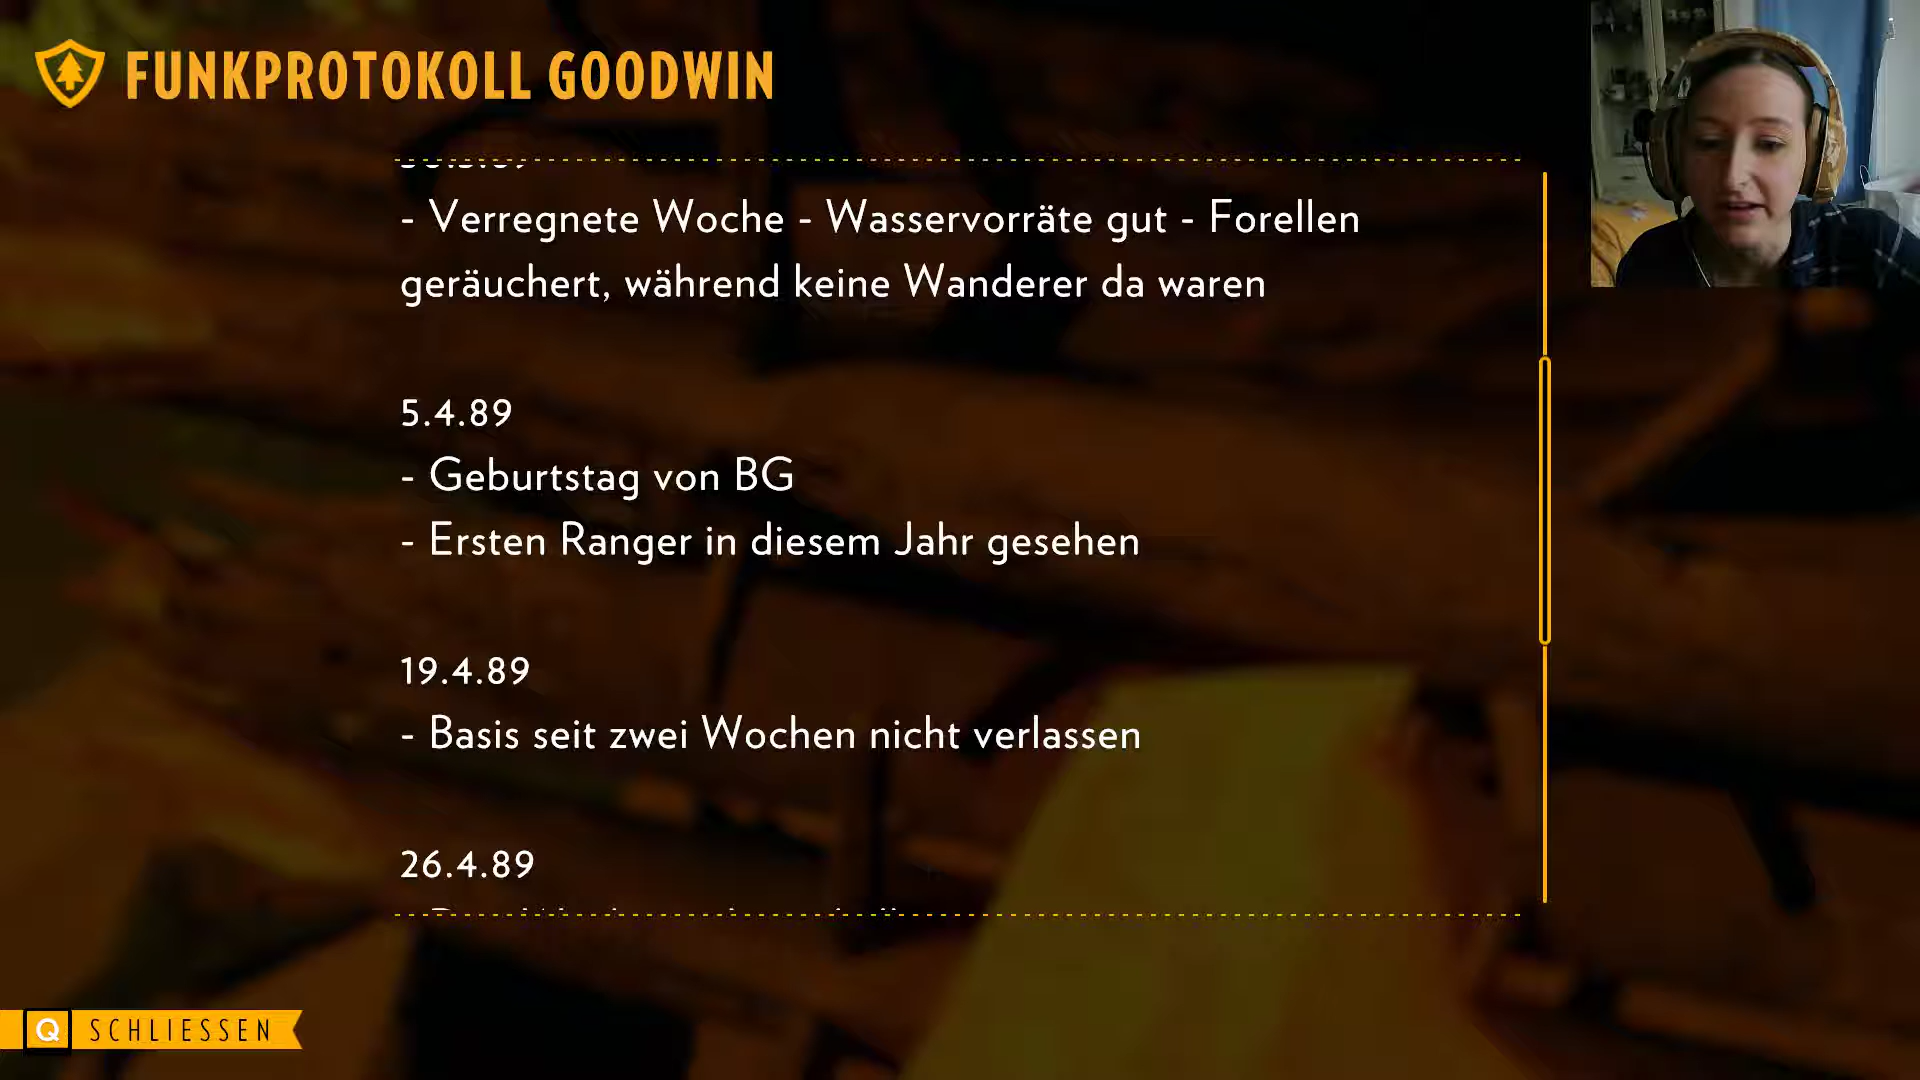 FUNKPROTOKOLL GOODWIN
- Verregnete Woche - Wasservorräte gut - Forellen
geräuchert, während keine Wanderer da waren
5.4.89
- Geburtstag von BG
- Ersten Ranger in diesem Jahr gesehen
19.4.89
- Basis seit zwei Wochen nicht verlassen
26.4.89
Q SCHLIESSEN